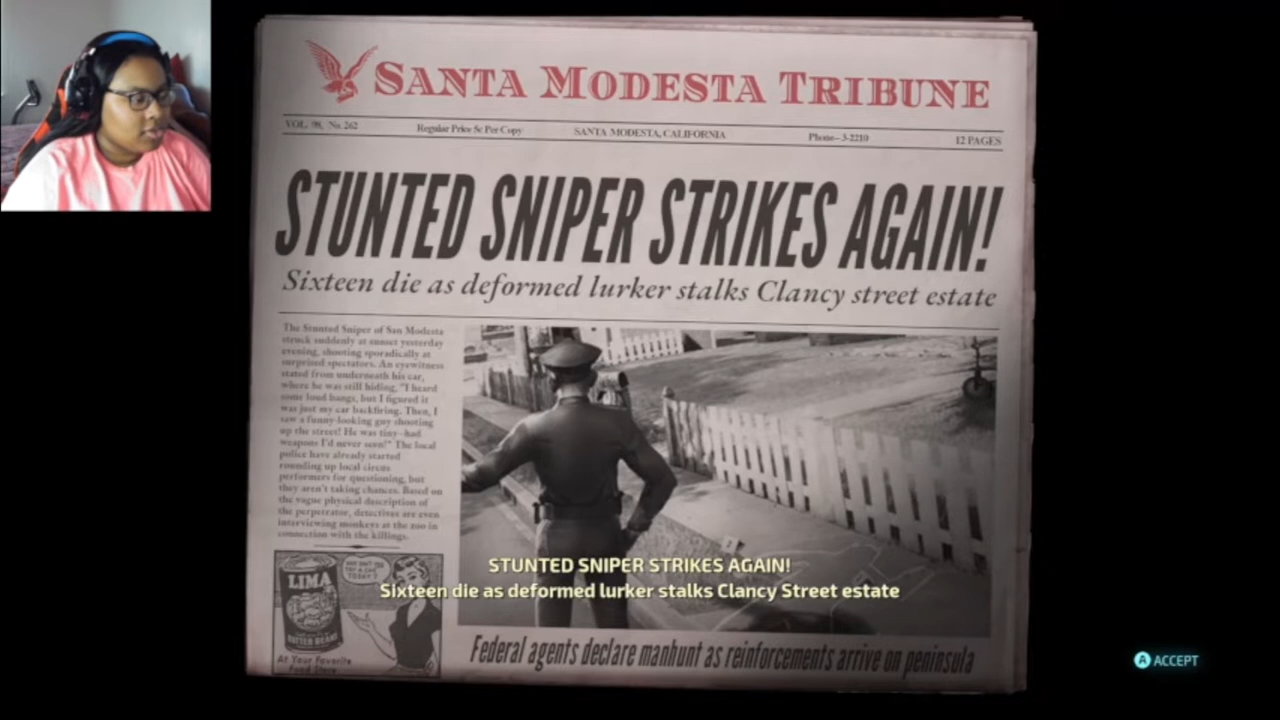 SANTA MODESTA TRIBUNE
VOL. 98, No. 262 Regular Price 5c Per Copy SANTA MODESTA, CALIFORNIA Phone—3-2210 12 PAGES
STUNTED SNIPER STRIKES AGAIN!
Sixteen die as deformed lurker stalks Clancy street estate
The Stunted Sniper of San Modesta
struck suddenly at sunset yesterday
evening, shooting sporadically at
surprised spectators. An eyewitness
stated from underneath his car,
where he was still hiding, "I heard
some loud bangs, but I figured it
was just my car backfiring. Then, I
saw a funny-looking guy shooting
up the street! He was tiny—had
weapons I'd never seen!" The local
police have already started
rounding up local circus
performers for questioning, but
they aren't taking chances. Based on
the vague physical description of
the perpetrator, detectives are even
interviewing monkeys at the zoo in
connection with the killings.
LIMA
BUTTER BEANS
TODAY?
At Your Favorite
Food Store
STUNTED SNIPER STRIKES AGAIN!
Sixteen die as deformed lurker stalks Clancy Street estate
Federal agents declare manhunt as reinforcements arrive on peninsula
A ACCEPT